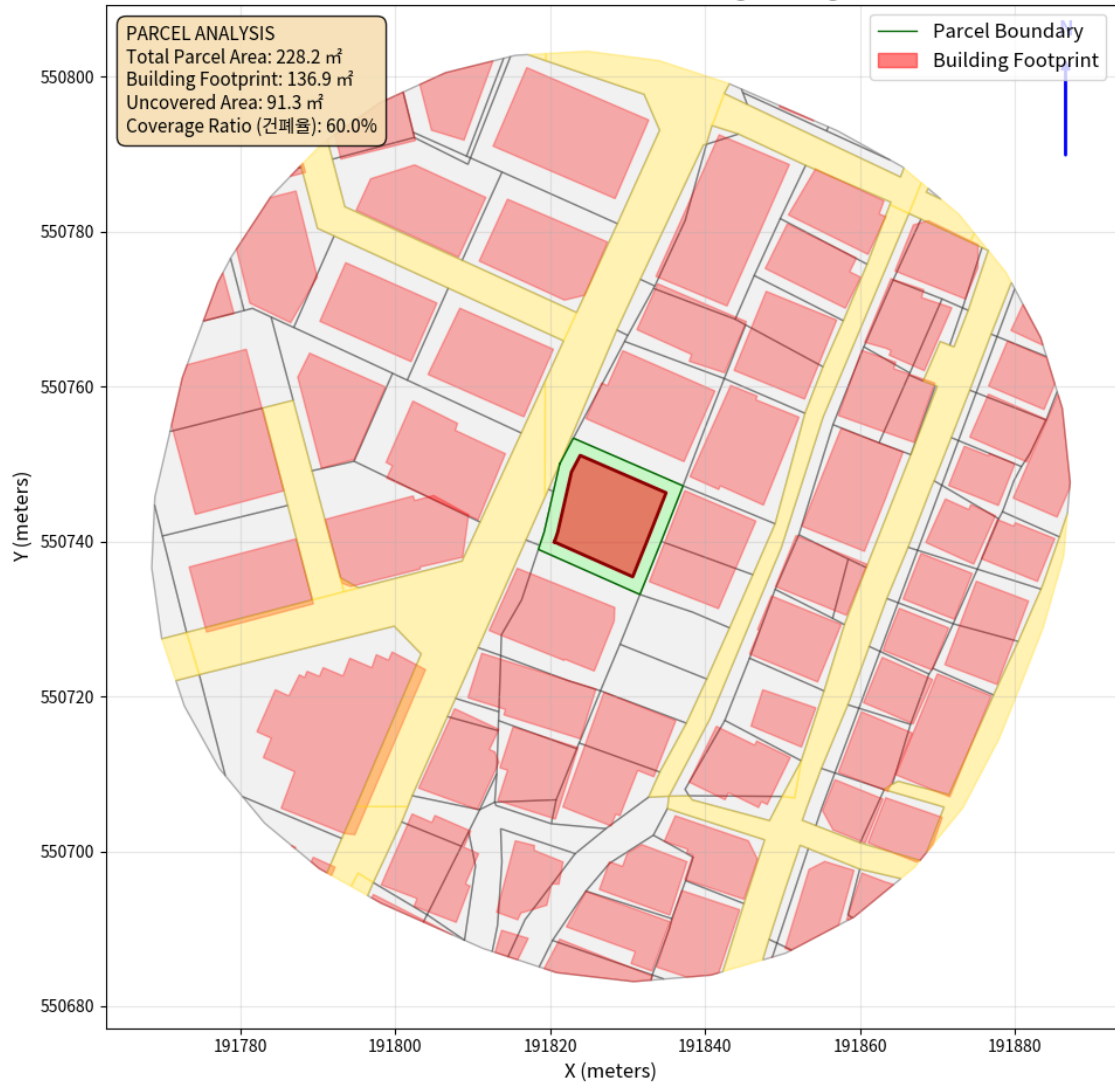 PARCEL ANALYSIS
Total Parcel Area: 228.2 ㎡
Building Footprint: 136.9 ㎡
Uncovered Area: 91.3 ㎡
Coverage Ratio (건폐율): 60.0%
N
Parcel Boundary
Building Footprint
550800
550780
550760
550740
550720
550700
550680
Y (meters)
191780
191800
191820
191840
191860
191880
X (meters)